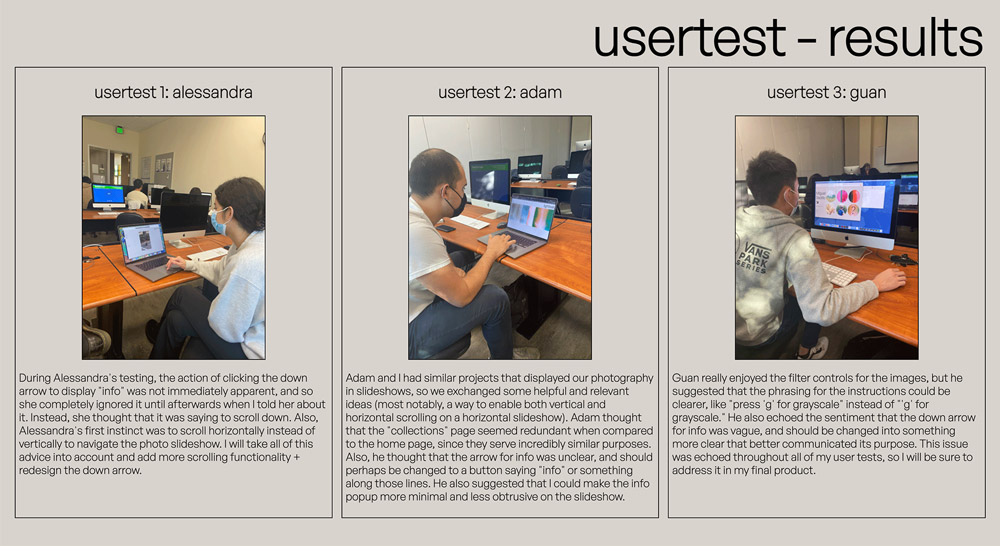 usertest - results
usertest 1: alessandra
During Alessandra's testing, the action of clicking the down
arrow to display "info" was not immediately apparent, and so
she completely ignored it until afterwards when I told her about
it. Instead, she thought that it was saying to scroll down. Also,
Alessandra's first instinct was to scroll horizontally instead of
vertically to navigate the photo slideshow. I will take all of this
advice into account and add more scrolling functionality +
redesign the down arrow.
usertest 2: adam
Adam and I had similar projects that displayed our photography
in slideshows, so we exchanged some helpful and relevant
ideas (most notably, a way to enable both vertical and
horizontal scrolling on a horizontal slideshow). Adam thought
that the "collections" page seemed redundant when compared
to the home page, since they serve incredibly similar purposes.
Also, he thought that the arrow for info was unclear, and should
perhaps be changed to a button saying "info" or something
along those lines. He also suggested that I could make the info
popup more minimal and less obtrusive on the slideshow.
usertest 3: guan
VANS
PARK
SERIES
Guan really enjoyed the filter controls for the images, but he
suggested that the phrasing for the instructions could be
clearer, like "press 'g' for grayscale" instead of "'g' for
grayscale." He also echoed the sentiment that the down arrow
for info was vague, and should be changed into something
more clear that better communicated its purpose. This issue
was echoed throughout all of my user tests, so I will be sure to
address it in my final product.